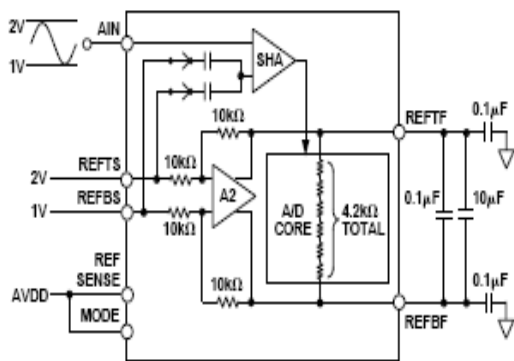 2V
1V
AIN
SHA
10kΩ
REFTF
0.1µF
REFTS
10kΩ
2V
REFBS
1V
10kΩ
A2
A/D
CORE
4.2kΩ
TOTAL
0.1µF
10µF
REF
SENSE
AVDD
MODE
10kΩ
REFBF
0.1µF